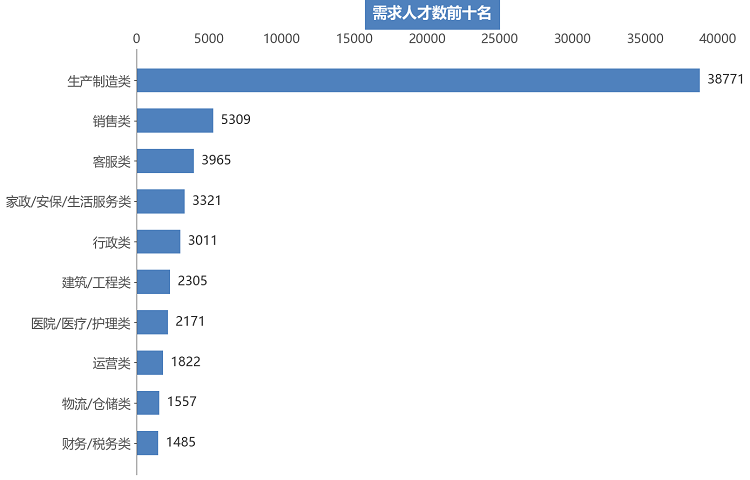 需求人才数前十名
0 5000 10000 15000 20000 25000 30000 35000 40000
生产制造类 38771
销售类 5309
客服类 3965
家政/安保/生活服务类 3321
行政类 3011
建筑/工程类 2305
医院/医疗/护理类 2171
运营类 1822
物流/仓储类 1557
财务/税务类 1485